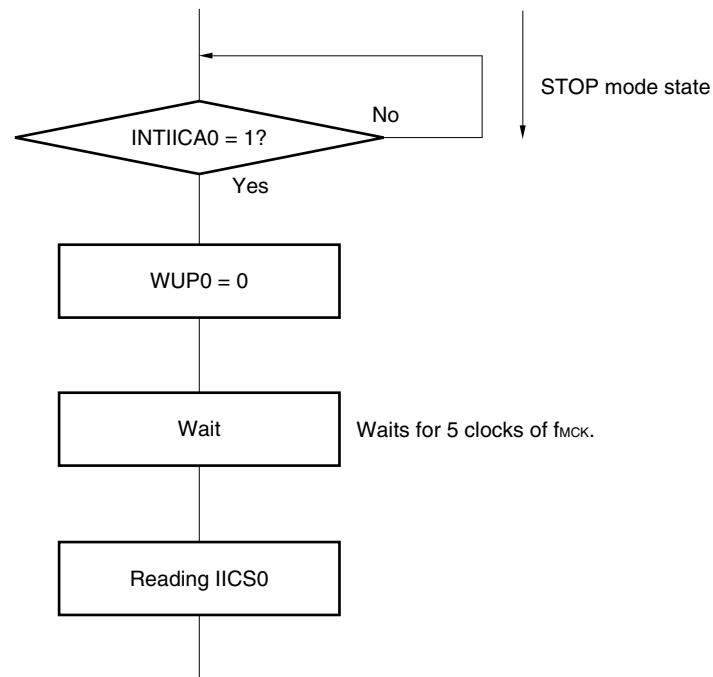 STOP mode state
No
INTIICA0 = 1?
Yes
WUP0 = 0
Wait
Waits for 5 clocks of fMCK.
Reading IICS0